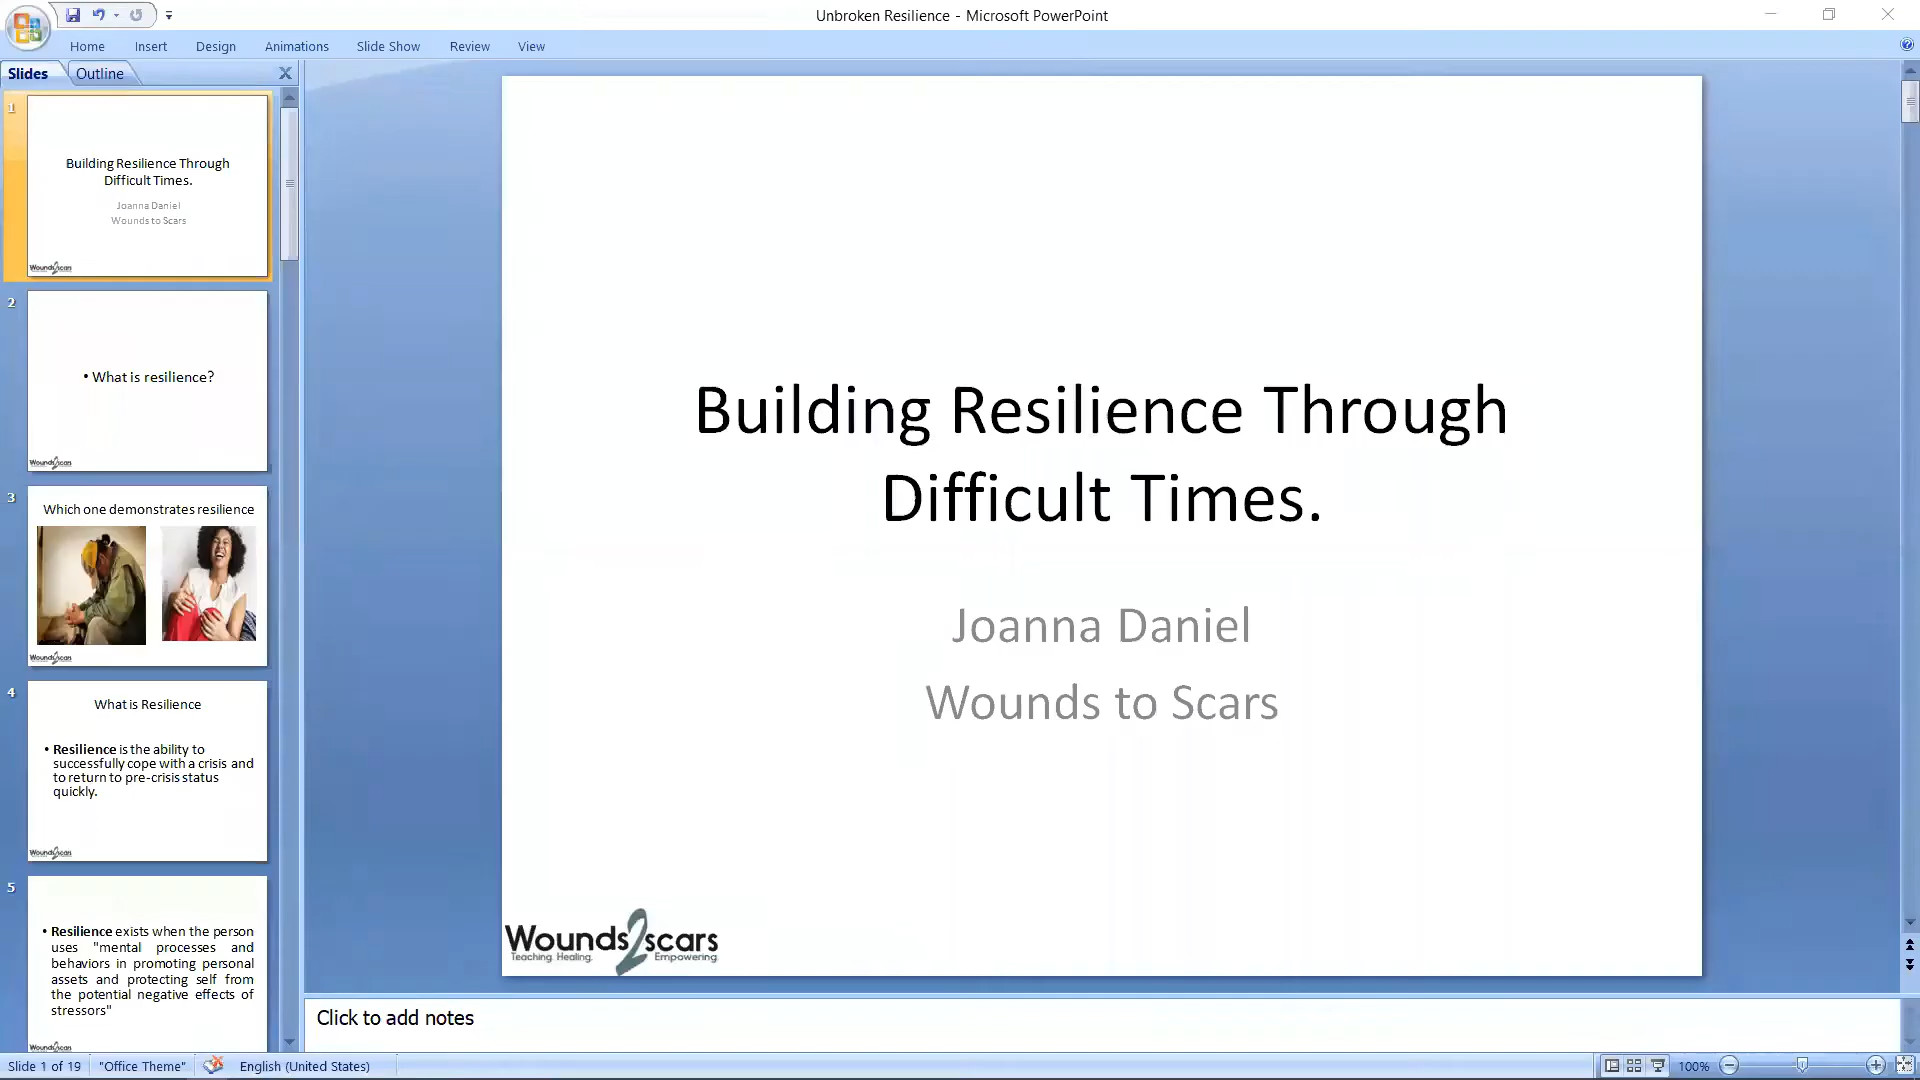 Unbroken Resilience - Microsoft PowerPoint
Home Insert Design Animations Slide Show Review View
Slides Outline
1
Building Resilience Through
Difficult Times.
Joanna Daniel
Wounds to Scars
Wounds2scars
2
• What is resilience?
Wounds2scars
3
Which one demonstrates resilience
Wounds2scars
4
What is Resilience
• Resilience is the ability to
successfully cope with a crisis and
to return to pre-crisis status
quickly.
Wounds2scars
5
• Resilience exists when the person
uses "mental processes and
behaviors in promoting personal
assets and protecting self from
the potential negative effects of
stressors"
Wounds2scars
Building Resilience Through
Difficult Times.
Joanna Daniel
Wounds to Scars
Wounds2scars
Teaching. Healing. Empowering.
Click to add notes
Slide 1 of 19 "Office Theme" English (United States) 100%